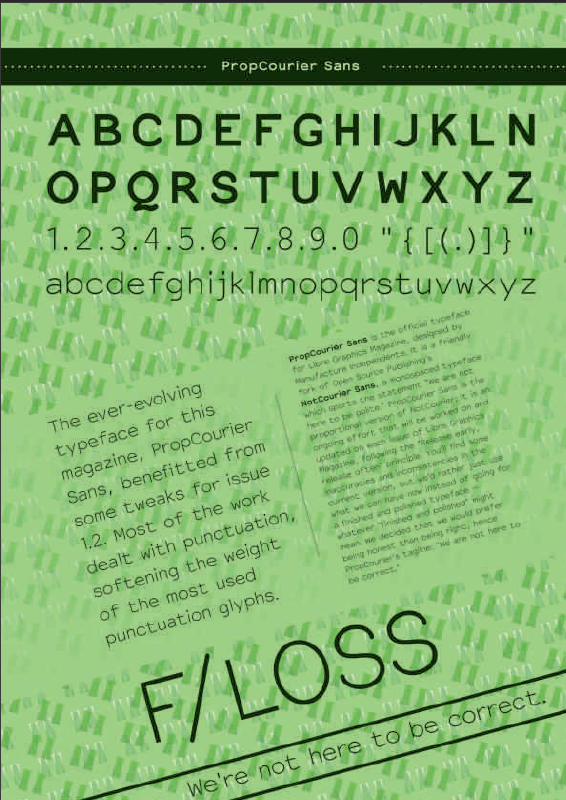 PropCourier Sans
ABCDEFGHIJKLN
OPQRSTUVWXYZ
1.2.3.4.5.6.7.8.9.0 "{[(.)]}"
abcdefghijklmnopqrstuvwxyz
The ever-evolving
typeface for this
magazine, PropCourier
Sans, benefitted from
some tweaks for issue
1.2. Most of the work
dealt with punctuation,
softening the weight
of the most used
punctuation glyphs.
PropCourier Sans is the official typeface
for Libre Graphics Magazine, designed by
Manufactura Independente. It is a friendly
fork of Open Source Publishing's
NotCourier Sans, a monospaced typeface
which sports the statement "We are not
here to be polite." PropCourier Sans is the
proportional version of NotCourier; it is an
ongoing effort that will be worked on and
updated on each issue of Libre Graphics
Magazine, following the "Release early,
release often" principle. You'll find some
inaccuracies and inconsistencies in the
current version, but we'd rather just use
what we can have now instead of going for
a finished and polished typeface —
whatever "finished and polished" might
mean. We decided that we would prefer
being honest than being right, hence
PropCourier's tagline: "We are not here to
be correct."
F/LOSS
We're not here to be correct.